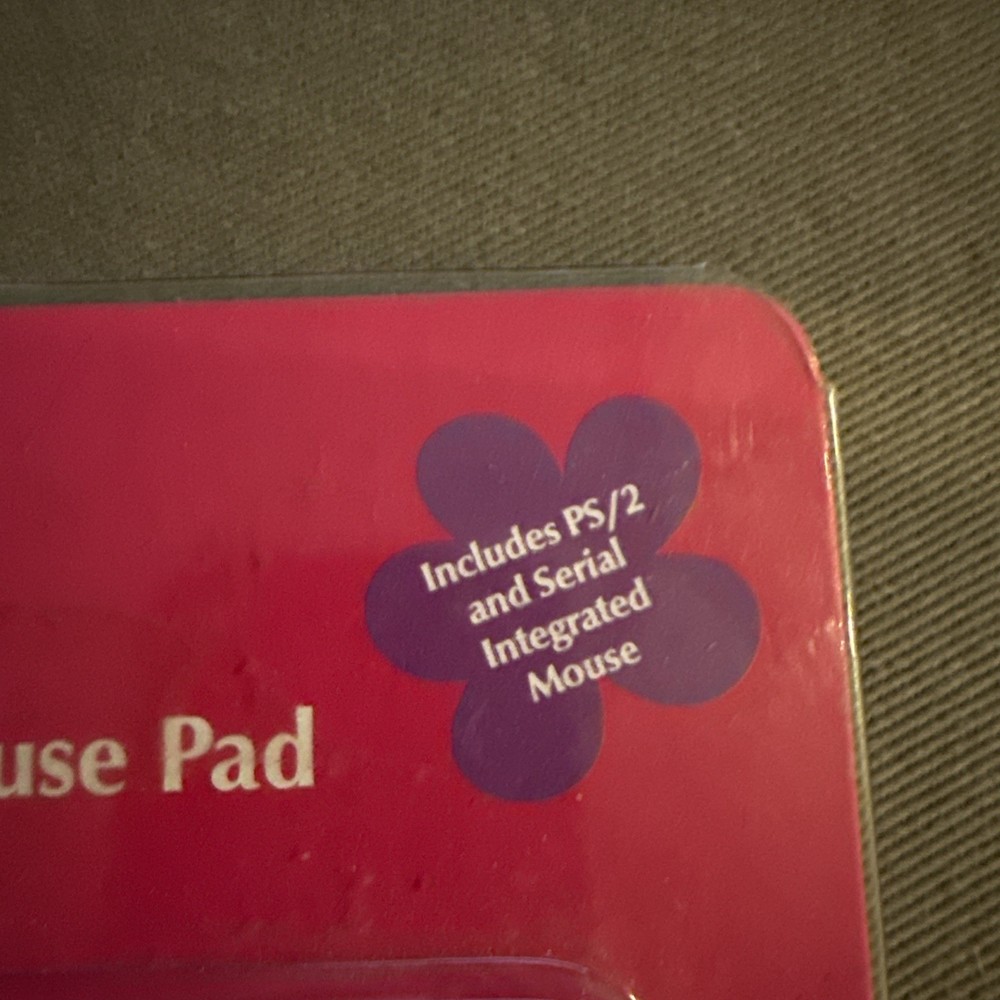 Includes PS/2
and Serial
Integrated
Mouse
use Pad